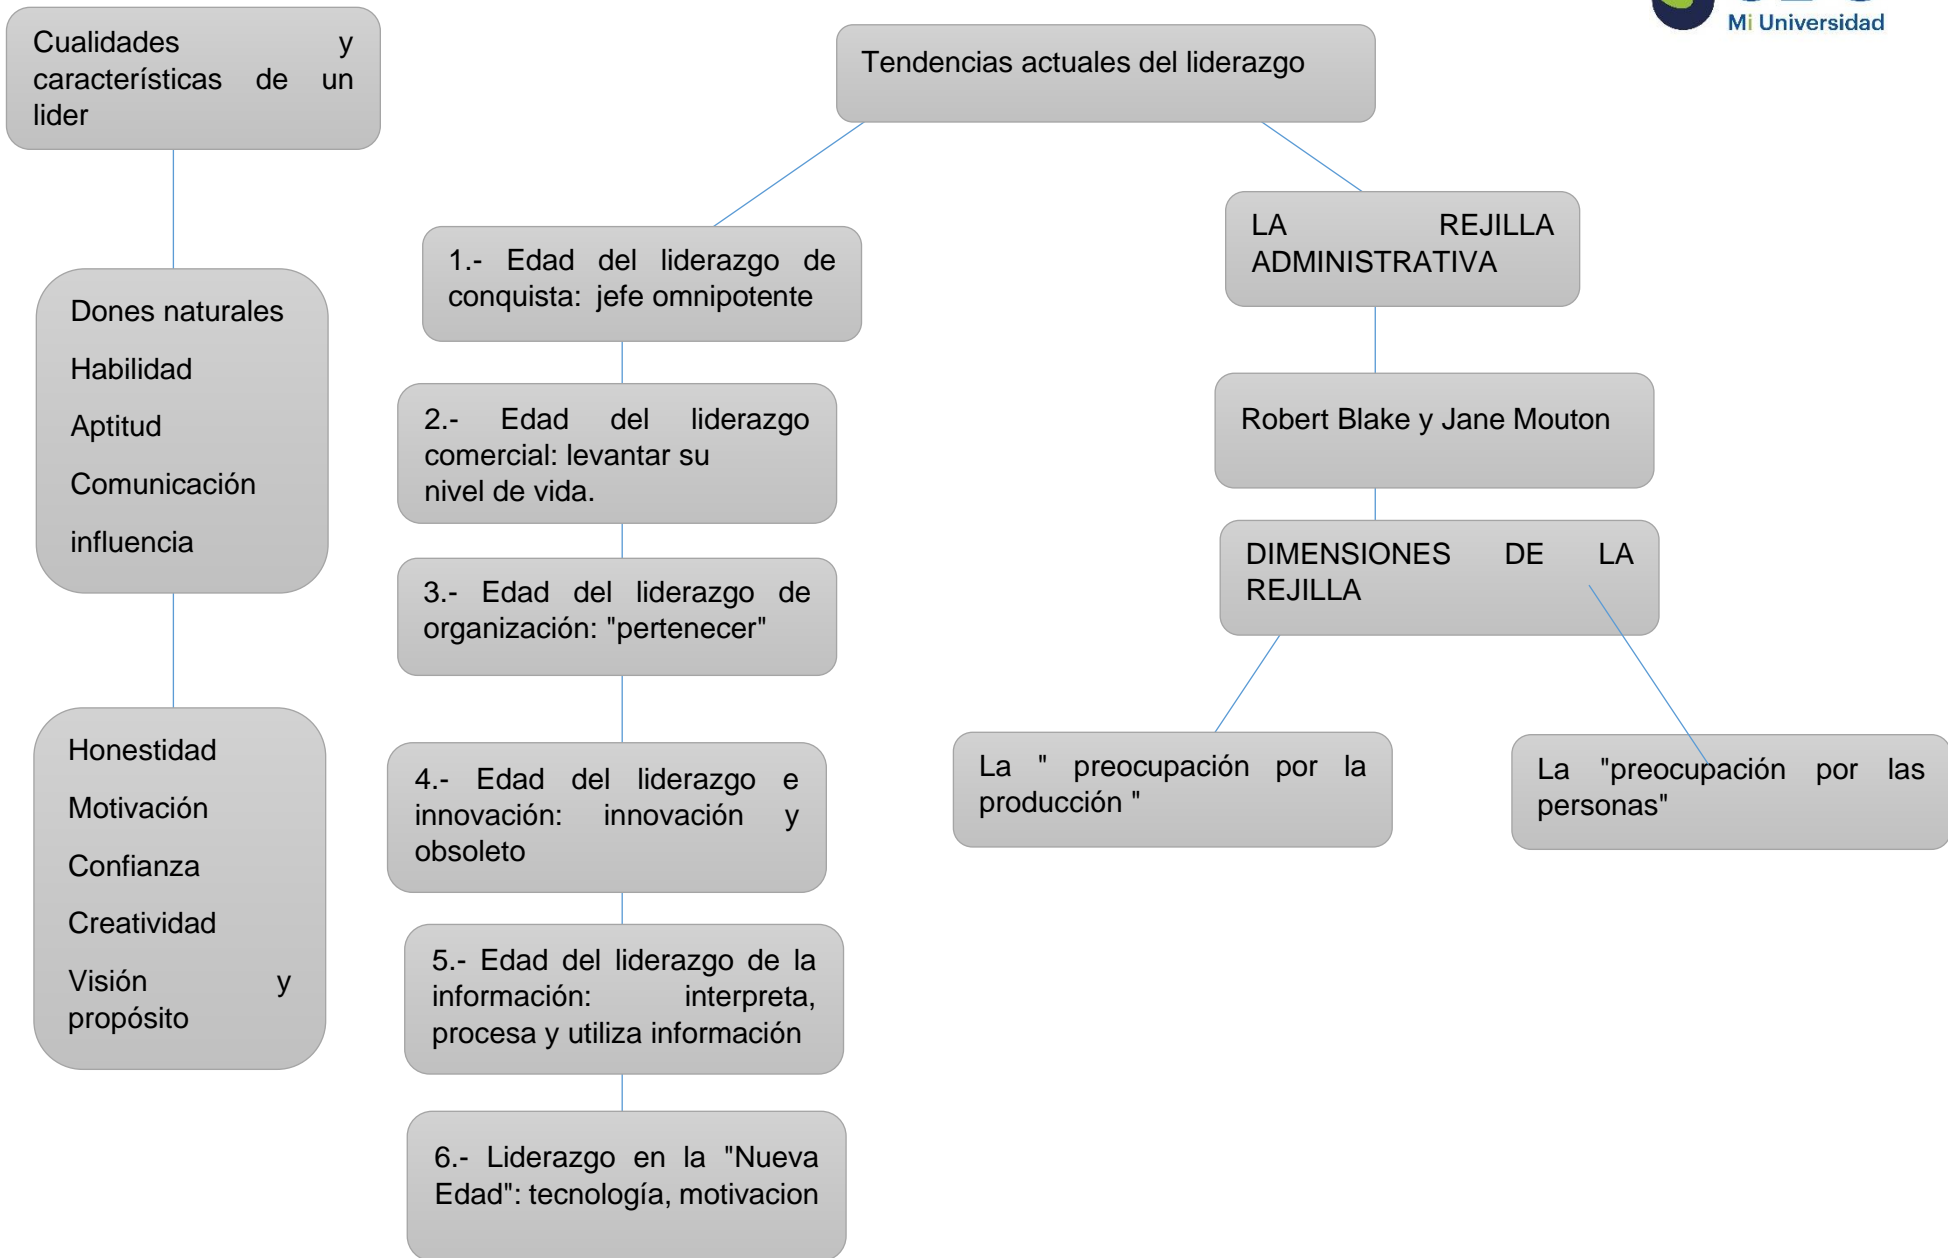 Mi Universidad
Cualidades y
características de un
lider
Dones naturales
Habilidad
Aptitud
Comunicación
influencia
Honestidad
Motivación
Confianza
Creatividad
Visión y
propósito
Tendencias actuales del liderazgo
1.- Edad del liderazgo de
conquista: jefe omnipotente
2.- Edad del liderazgo
comercial: levantar su
nivel de vida.
3.- Edad del liderazgo de
organización: "pertenecer"
4.- Edad del liderazgo e
innovación: innovación y
obsoleto
5.- Edad del liderazgo de la
información: interpreta,
procesa y utiliza información
6.- Liderazgo en la "Nueva
Edad": tecnología, motivacion
LA REJILLA
ADMINISTRATIVA
Robert Blake y Jane Mouton
DIMENSIONES DE LA
REJILLA
La " preocupación por la
producción "
La "preocupación por las
personas"